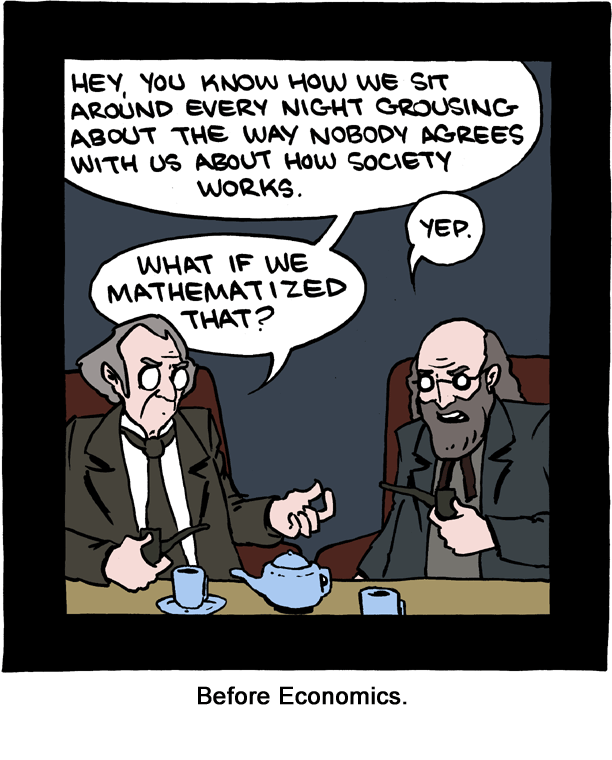 HEY, YOU KNOW HOW WE SIT
AROUND EVERY NIGHT GROUSING
ABOUT THE WAY NOBODY AGREES
WITH US ABOUT HOW SOCIETY
WORKS.
YEP.
WHAT IF WE
MATHEMATIZED
THAT?
Before Economics.